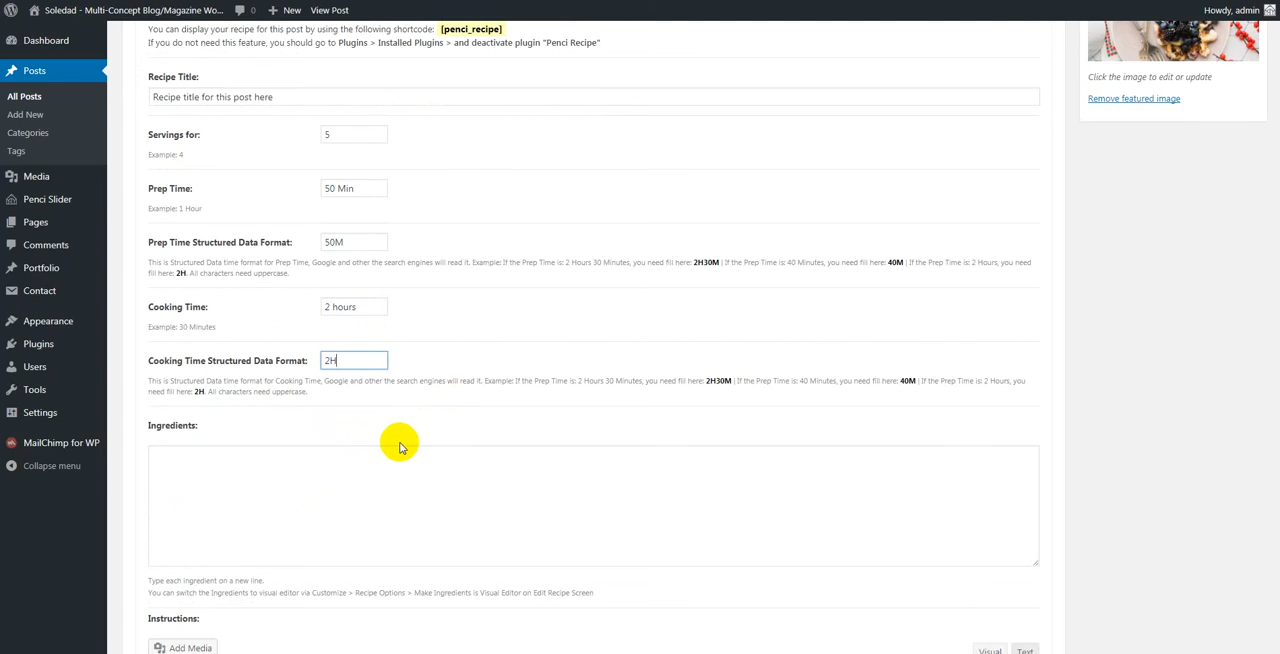 Soledad - Multi-Concept Blog/Magazine Wo... 0 New View Post Howdy, admin
Dashboard
Posts
All Posts
Add New
Categories
Tags
Media
Penci Slider
Pages
Comments
Portfolio
Contact
Appearance
Plugins
Users
Tools
Settings
MailChimp for WP
Collapse menu
You can display your recipe for this post by using the following shortcode: [penci_recipe]
If you do not need this feature, you should go to Plugins > Installed Plugins > and deactivate plugin "Penci Recipe"
Recipe Title:
Recipe title for this post here
Servings for: 5
Example: 4
Prep Time: 50 Min
Example: 1 Hour
Prep Time Structured Data Format: 50M
This is Structured Data time format for Prep Time, Google and other the search engines will read it. Example: If the Prep Time is: 2 Hours 30 Minutes, you need fill here: 2H30M | If the Prep Time is: 40 Minutes, you need fill here: 40M | If the Prep Time is: 2 Hours, you need
fill here: 2H. All characters need uppercase.
Cooking Time: 2 hours
Example: 30 Minutes
Cooking Time Structured Data Format: 2H
This is Structured Data time format for Cooking Time, Google and other the search engines will read it. Example: If the Prep Time is: 2 Hours 30 Minutes, you need fill here: 2H30M | If the Prep Time is: 40 Minutes, you need fill here: 40M | If the Prep Time is: 2 Hours, you
need fill here: 2H. All characters need uppercase.
Ingredients:
Type each ingredient on a new line.
You can switch the Ingredients to visual editor via Customize > Recipe Options > Make Ingredients is Visual Editor on Edit Recipe Screen
Instructions:
Add Media
Visual Text
Click the image to edit or update
Remove featured image